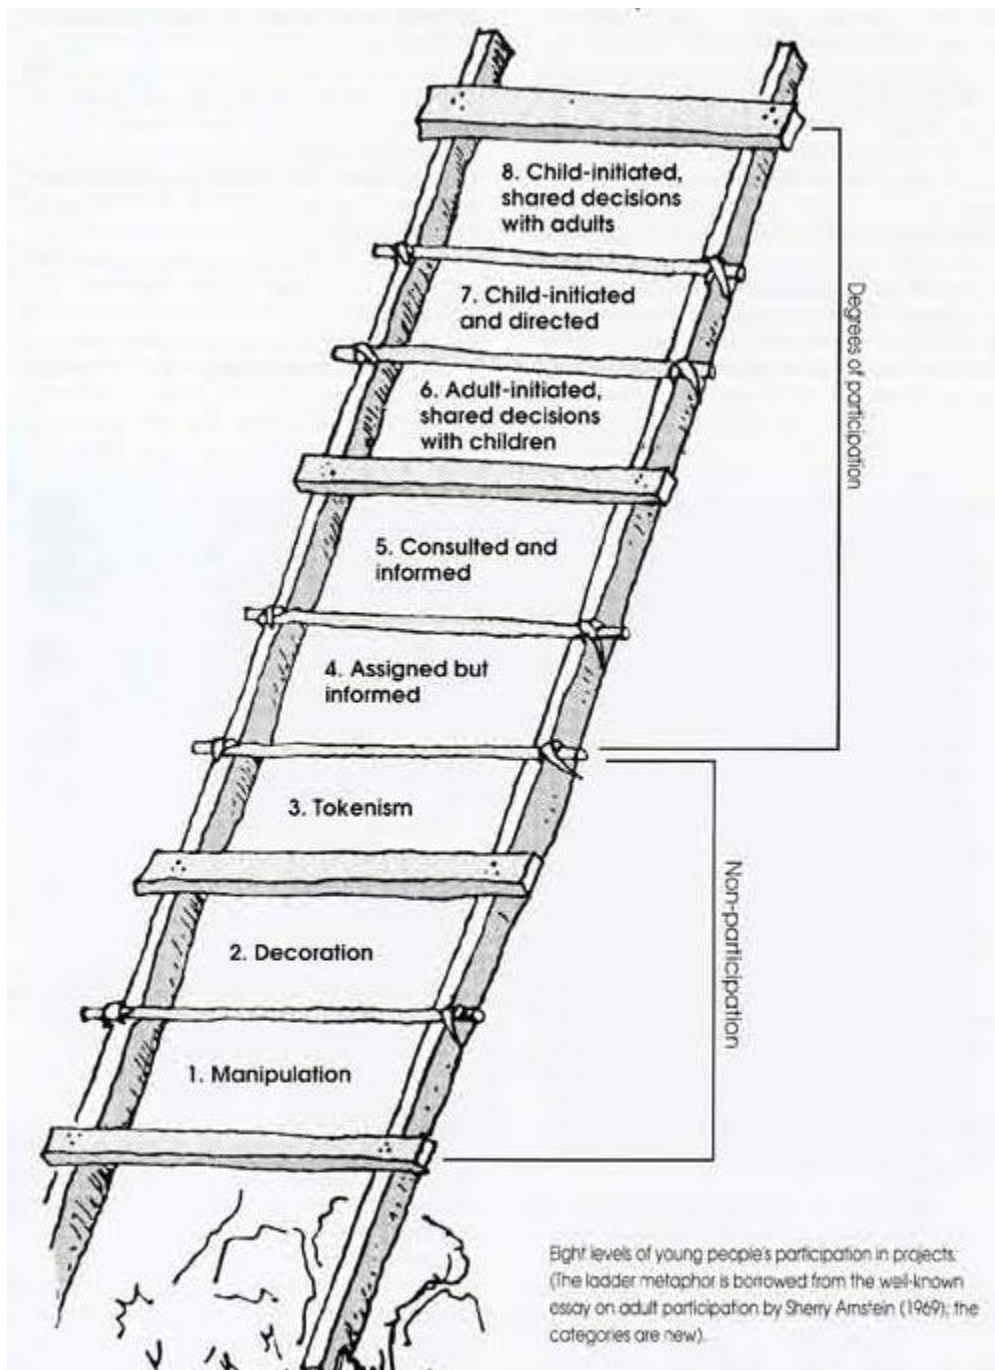 8. Child-initiated,
shared decisions
with adults
7. Child-initiated
and directed
6. Adult-initiated,
shared decisions
with children
5. Consulted and
informed
4. Assigned but
informed
3. Tokenism
2. Decoration
1. Manipulation
Degrees of participation
Non-participation
Eight levels of young people's participation in projects.
(The ladder metaphor is borrowed from the well-known
essay on adult participation by Sherry Arnstein (1969); the
categories are new).